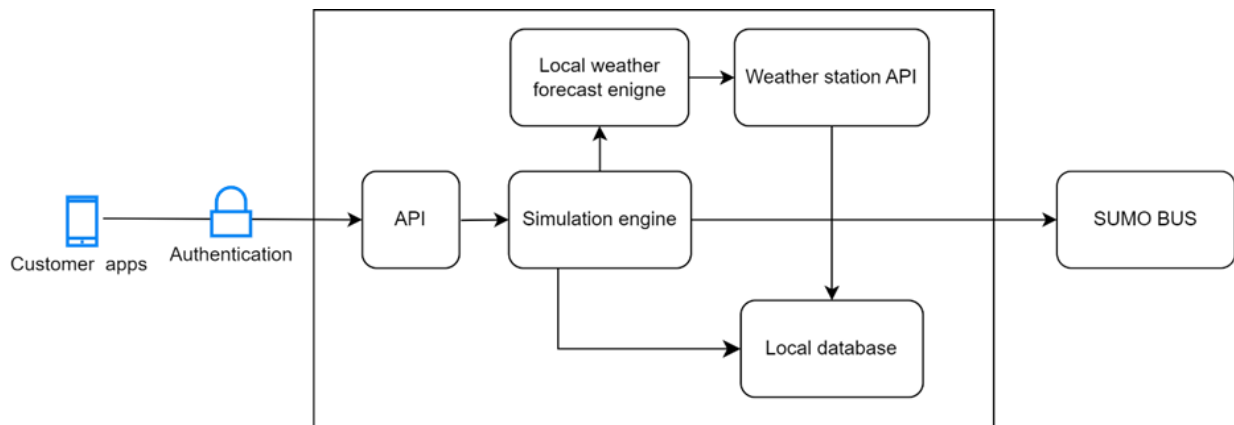 Local weather
forecast enigne
Weather station API
API
Simulation engine
SUMO BUS
Authentication
Customer apps
Local database